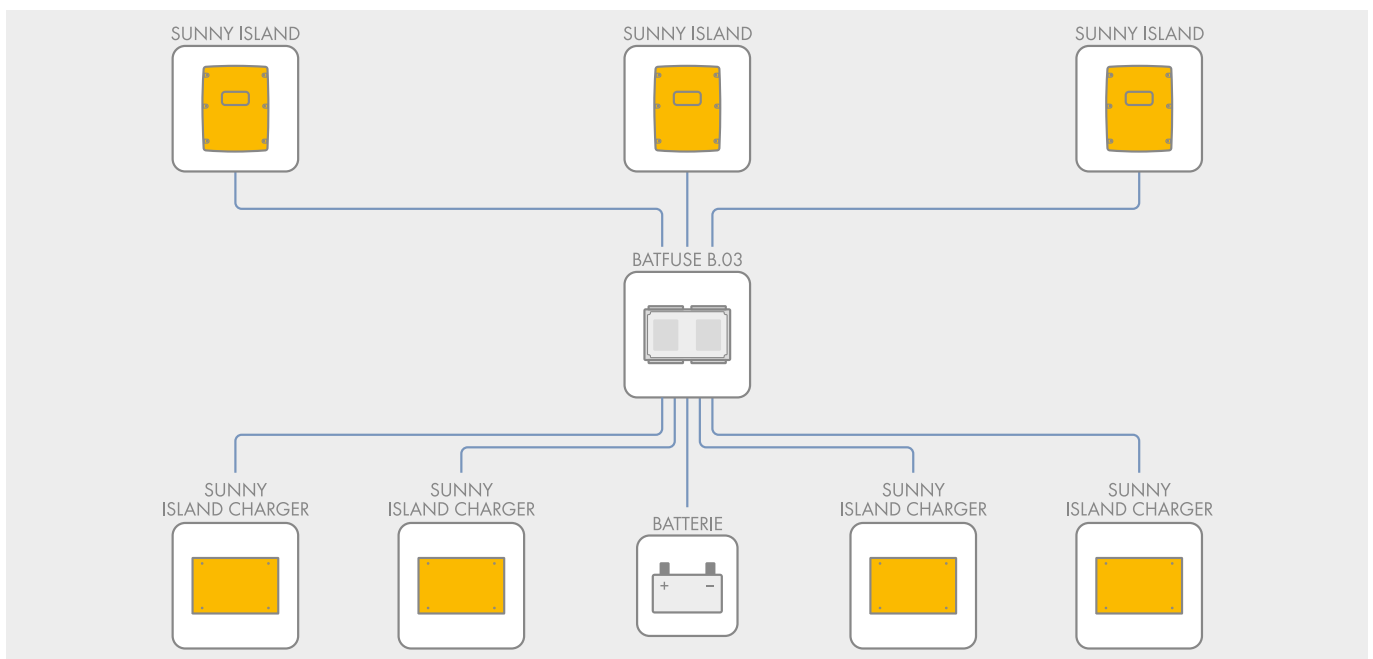 SUNNY ISLAND
SUNNY ISLAND
SUNNY ISLAND
BATFUSE B.03
SUNNY
ISLAND CHARGER
SUNNY
ISLAND CHARGER
BATTERIE
+ −
SUNNY
ISLAND CHARGER
SUNNY
ISLAND CHARGER